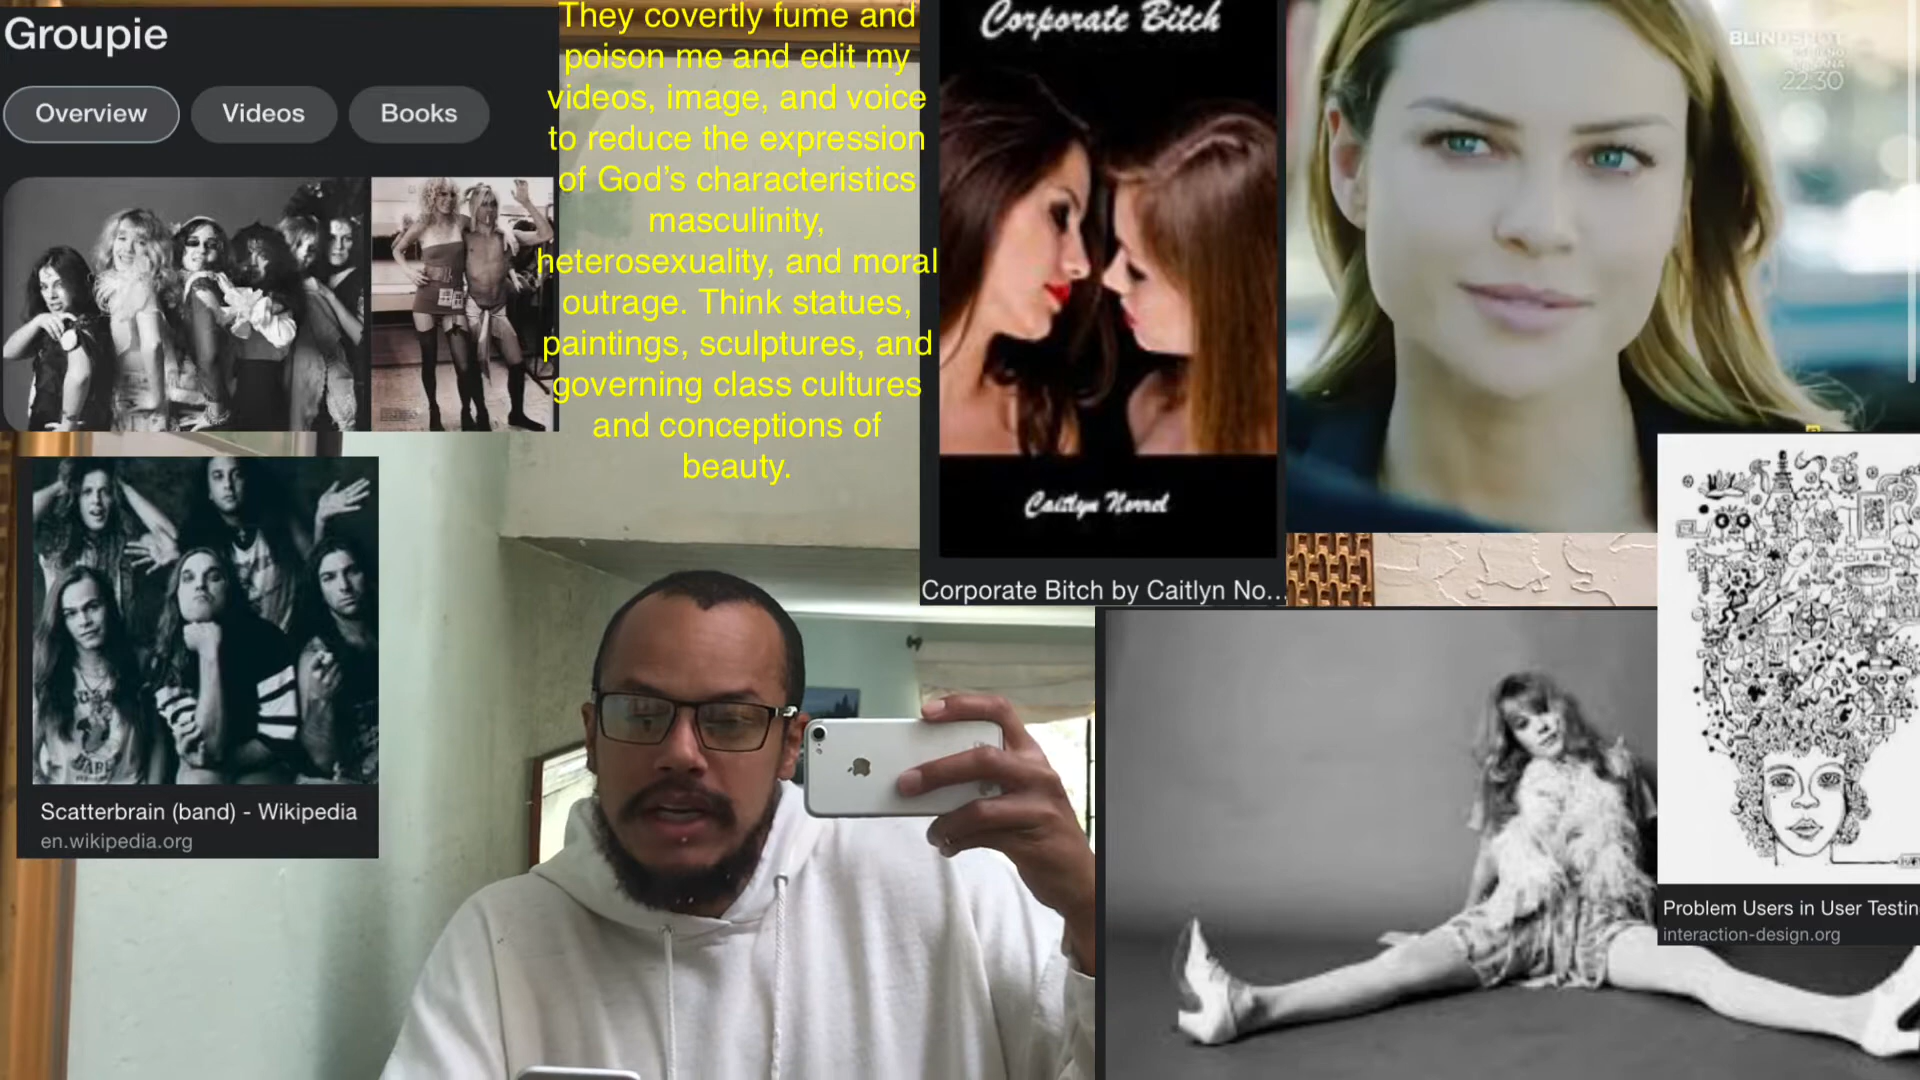 Groupie
Overview
Videos
Books
They covertly fume and
poison me and edit my
videos, image, and voice
to reduce the expression
of God's characteristics
masculinity,
heterosexuality, and moral
outrage. Think statues,
paintings, sculptures, and
governing class cultures
and conceptions of
beauty.
Corporate Bitch
Caitlyn Norrel
Corporate Bitch by Caitlyn No...
BLINDSPOT
22:30
Scatterbrain (band) - Wikipedia
en.wikipedia.org
Problem Users in User Testin
interaction-design.org